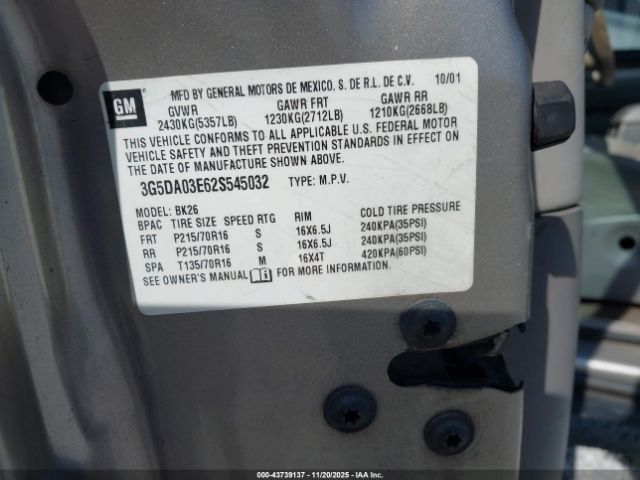 GM
MFD BY GENERAL MOTORS DE MEXICO, S. DE R.L. DE C.V. 10/01
GVWR GAWR FRT GAWR RR
2430KG(5357LB) 1230KG(2712LB) 1210KG(2668LB)
THIS VEHICLE CONFORMS TO ALL APPLICABLE U.S. FEDERAL MOTOR
VEHICLE SAFETY AND THEFT PREVENTION STANDARDS IN EFFECT ON
THE DATE OF MANUFACTURE SHOWN ABOVE.
3G5DA03E62S545032 TYPE: M.P.V.
MODEL: BK26
BPAC TIRE SIZE SPEED RTG RIM COLD TIRE PRESSURE
FRT P215/70R16 S 16X6.5J 240KPA(35PSI)
RR P215/70R16 S 16X6.5J 240KPA(35PSI)
SPA T135/70R16 M 16X4T 420KPA(60PSI)
SEE OWNER'S MANUAL FOR MORE INFORMATION.
000-43739137 - 11/20/2025 - IAAI.COM